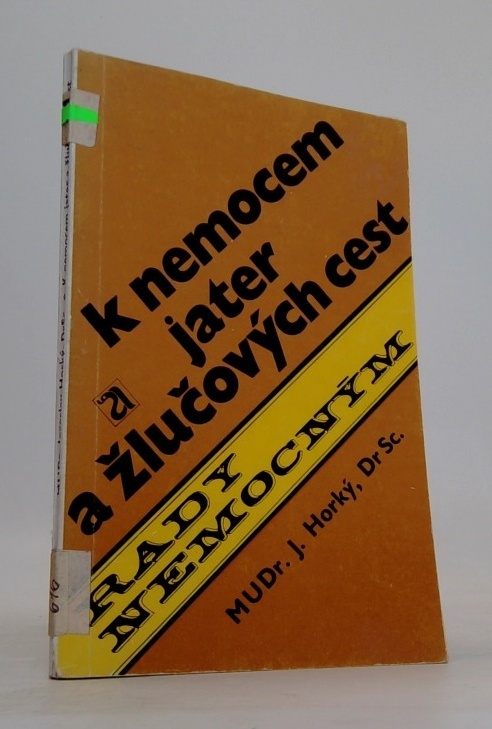 k nemocem
jater
a žlučových cest
RADY
NEMOCNÝM
MUDr. J. Horký, DrSc.